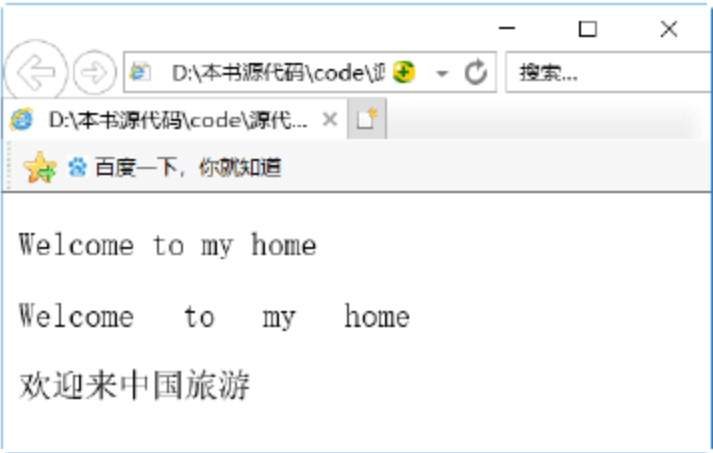 D:\本书源代码\code\源
搜索...
D:\本书源代码\code\源代...
百度一下，你就知道
Welcome to my home
Welcome to my home
欢迎来中国旅游